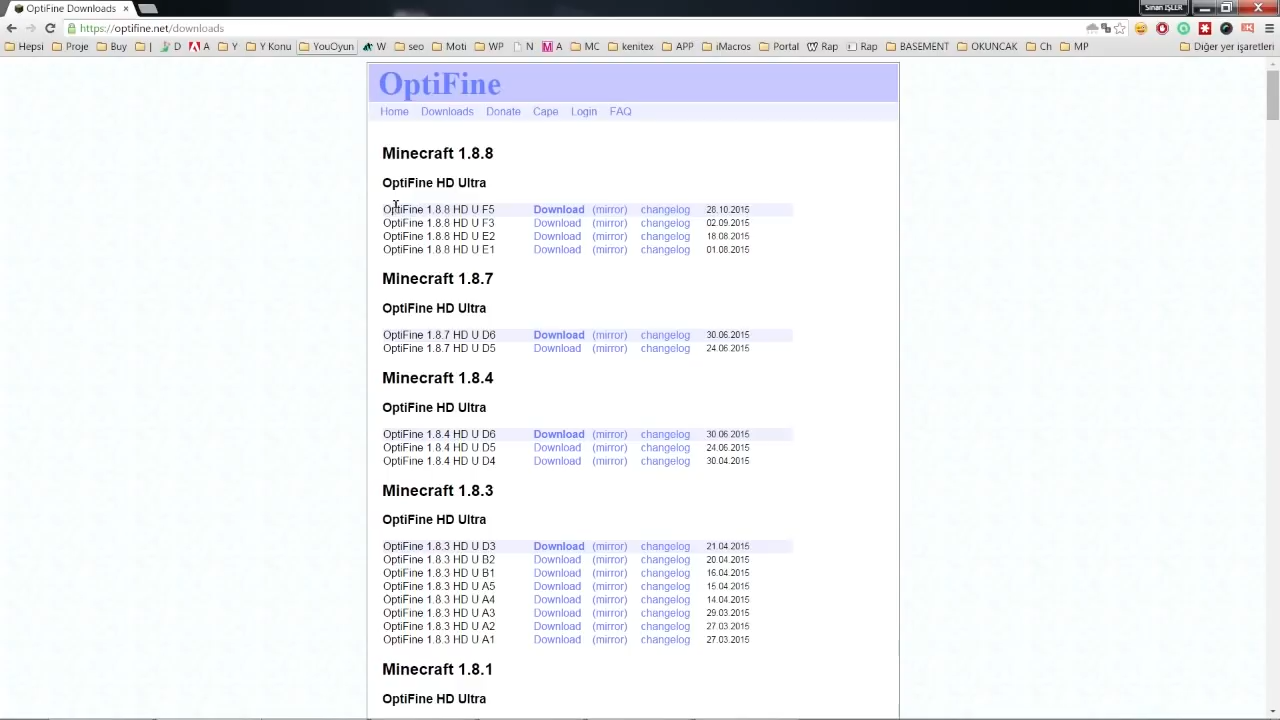 OptiFine Downloads
Sinan İŞLER
https://optifine.net/downloads
Hepsi Proje Buy | D A Y Y Konu YouOyun W seo Moti WP N A MC kenitex APP iMacros Portal Rap Rap BASEMENT OKUNCAK Ch MP Diğer yer işaretleri
OptiFine
Home Downloads Donate Cape Login FAQ
Minecraft 1.8.8
OptiFine HD Ultra
OptiFine 1.8.8 HD U F5 Download (mirror) changelog 28.10.2015
OptiFine 1.8.8 HD U F3 Download (mirror) changelog 02.09.2015
OptiFine 1.8.8 HD U E2 Download (mirror) changelog 18.08.2015
OptiFine 1.8.8 HD U E1 Download (mirror) changelog 01.08.2015
Minecraft 1.8.7
OptiFine HD Ultra
OptiFine 1.8.7 HD U D6 Download (mirror) changelog 30.06.2015
OptiFine 1.8.7 HD U D5 Download (mirror) changelog 24.06.2015
Minecraft 1.8.4
OptiFine HD Ultra
OptiFine 1.8.4 HD U D6 Download (mirror) changelog 30.06.2015
OptiFine 1.8.4 HD U D5 Download (mirror) changelog 24.06.2015
OptiFine 1.8.4 HD U D4 Download (mirror) changelog 30.04.2015
Minecraft 1.8.3
OptiFine HD Ultra
OptiFine 1.8.3 HD U D3 Download (mirror) changelog 21.04.2015
OptiFine 1.8.3 HD U B2 Download (mirror) changelog 20.04.2015
OptiFine 1.8.3 HD U B1 Download (mirror) changelog 16.04.2015
OptiFine 1.8.3 HD U A5 Download (mirror) changelog 15.04.2015
OptiFine 1.8.3 HD U A4 Download (mirror) changelog 14.04.2015
OptiFine 1.8.3 HD U A3 Download (mirror) changelog 29.03.2015
OptiFine 1.8.3 HD U A2 Download (mirror) changelog 27.03.2015
OptiFine 1.8.3 HD U A1 Download (mirror) changelog 27.03.2015
Minecraft 1.8.1
OptiFine HD Ultra